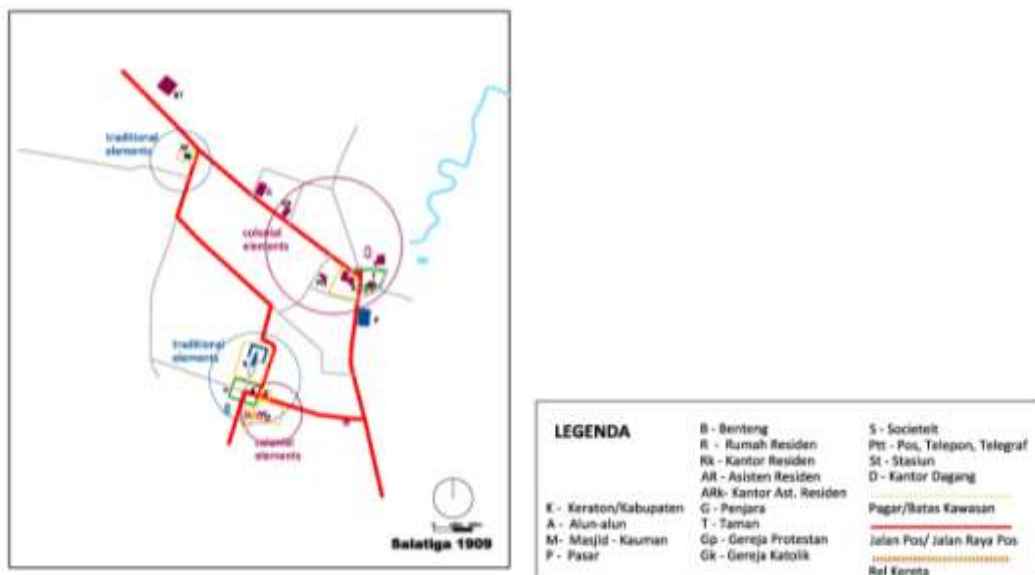 traditional
elements
colonial
elements
traditional
elements
colonial
elements
Salatiga 1909
LEGENDA
K - Keraton/Kabupaten
A - Alun-alun
M- Masjid - Kauman
P - Pasar
B - Benteng
R - Rumah Residen
Rk - Kantor Residen
AR - Asisten Residen
ARk- Kantor Ast. Residen
G - Penjara
T - Taman
Gp - Gereja Protestan
Gk - Gereja Katolik
S - Societeit
Ptt - Pos, Telepon, Telegraf
St - Stasiun
D - Kantor Dagang
Pagar/Batas Kawasan
Jalan Pos/ Jalan Raya Pos
Rel Kereta